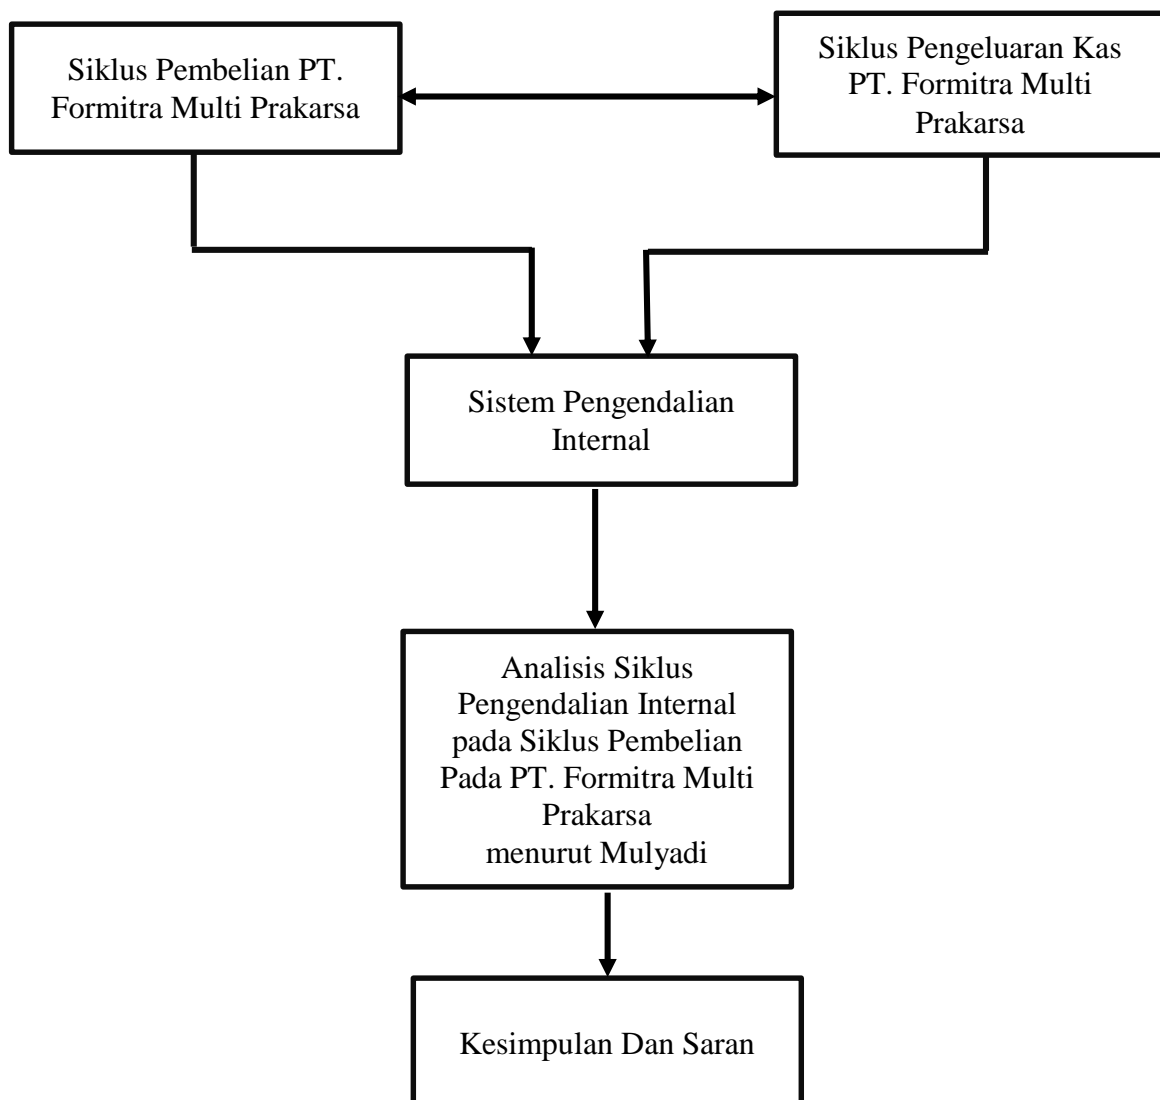 Siklus Pembelian PT.
Formitra Multi Prakarsa
Siklus Pengeluaran Kas
PT. Formitra Multi
Prakarsa
Sistem Pengendalian
Internal
Analisis Siklus
Pengendalian Internal
pada Siklus Pembelian
Pada PT. Formitra Multi
Prakarsa
menurut Mulyadi
Kesimpulan Dan Saran